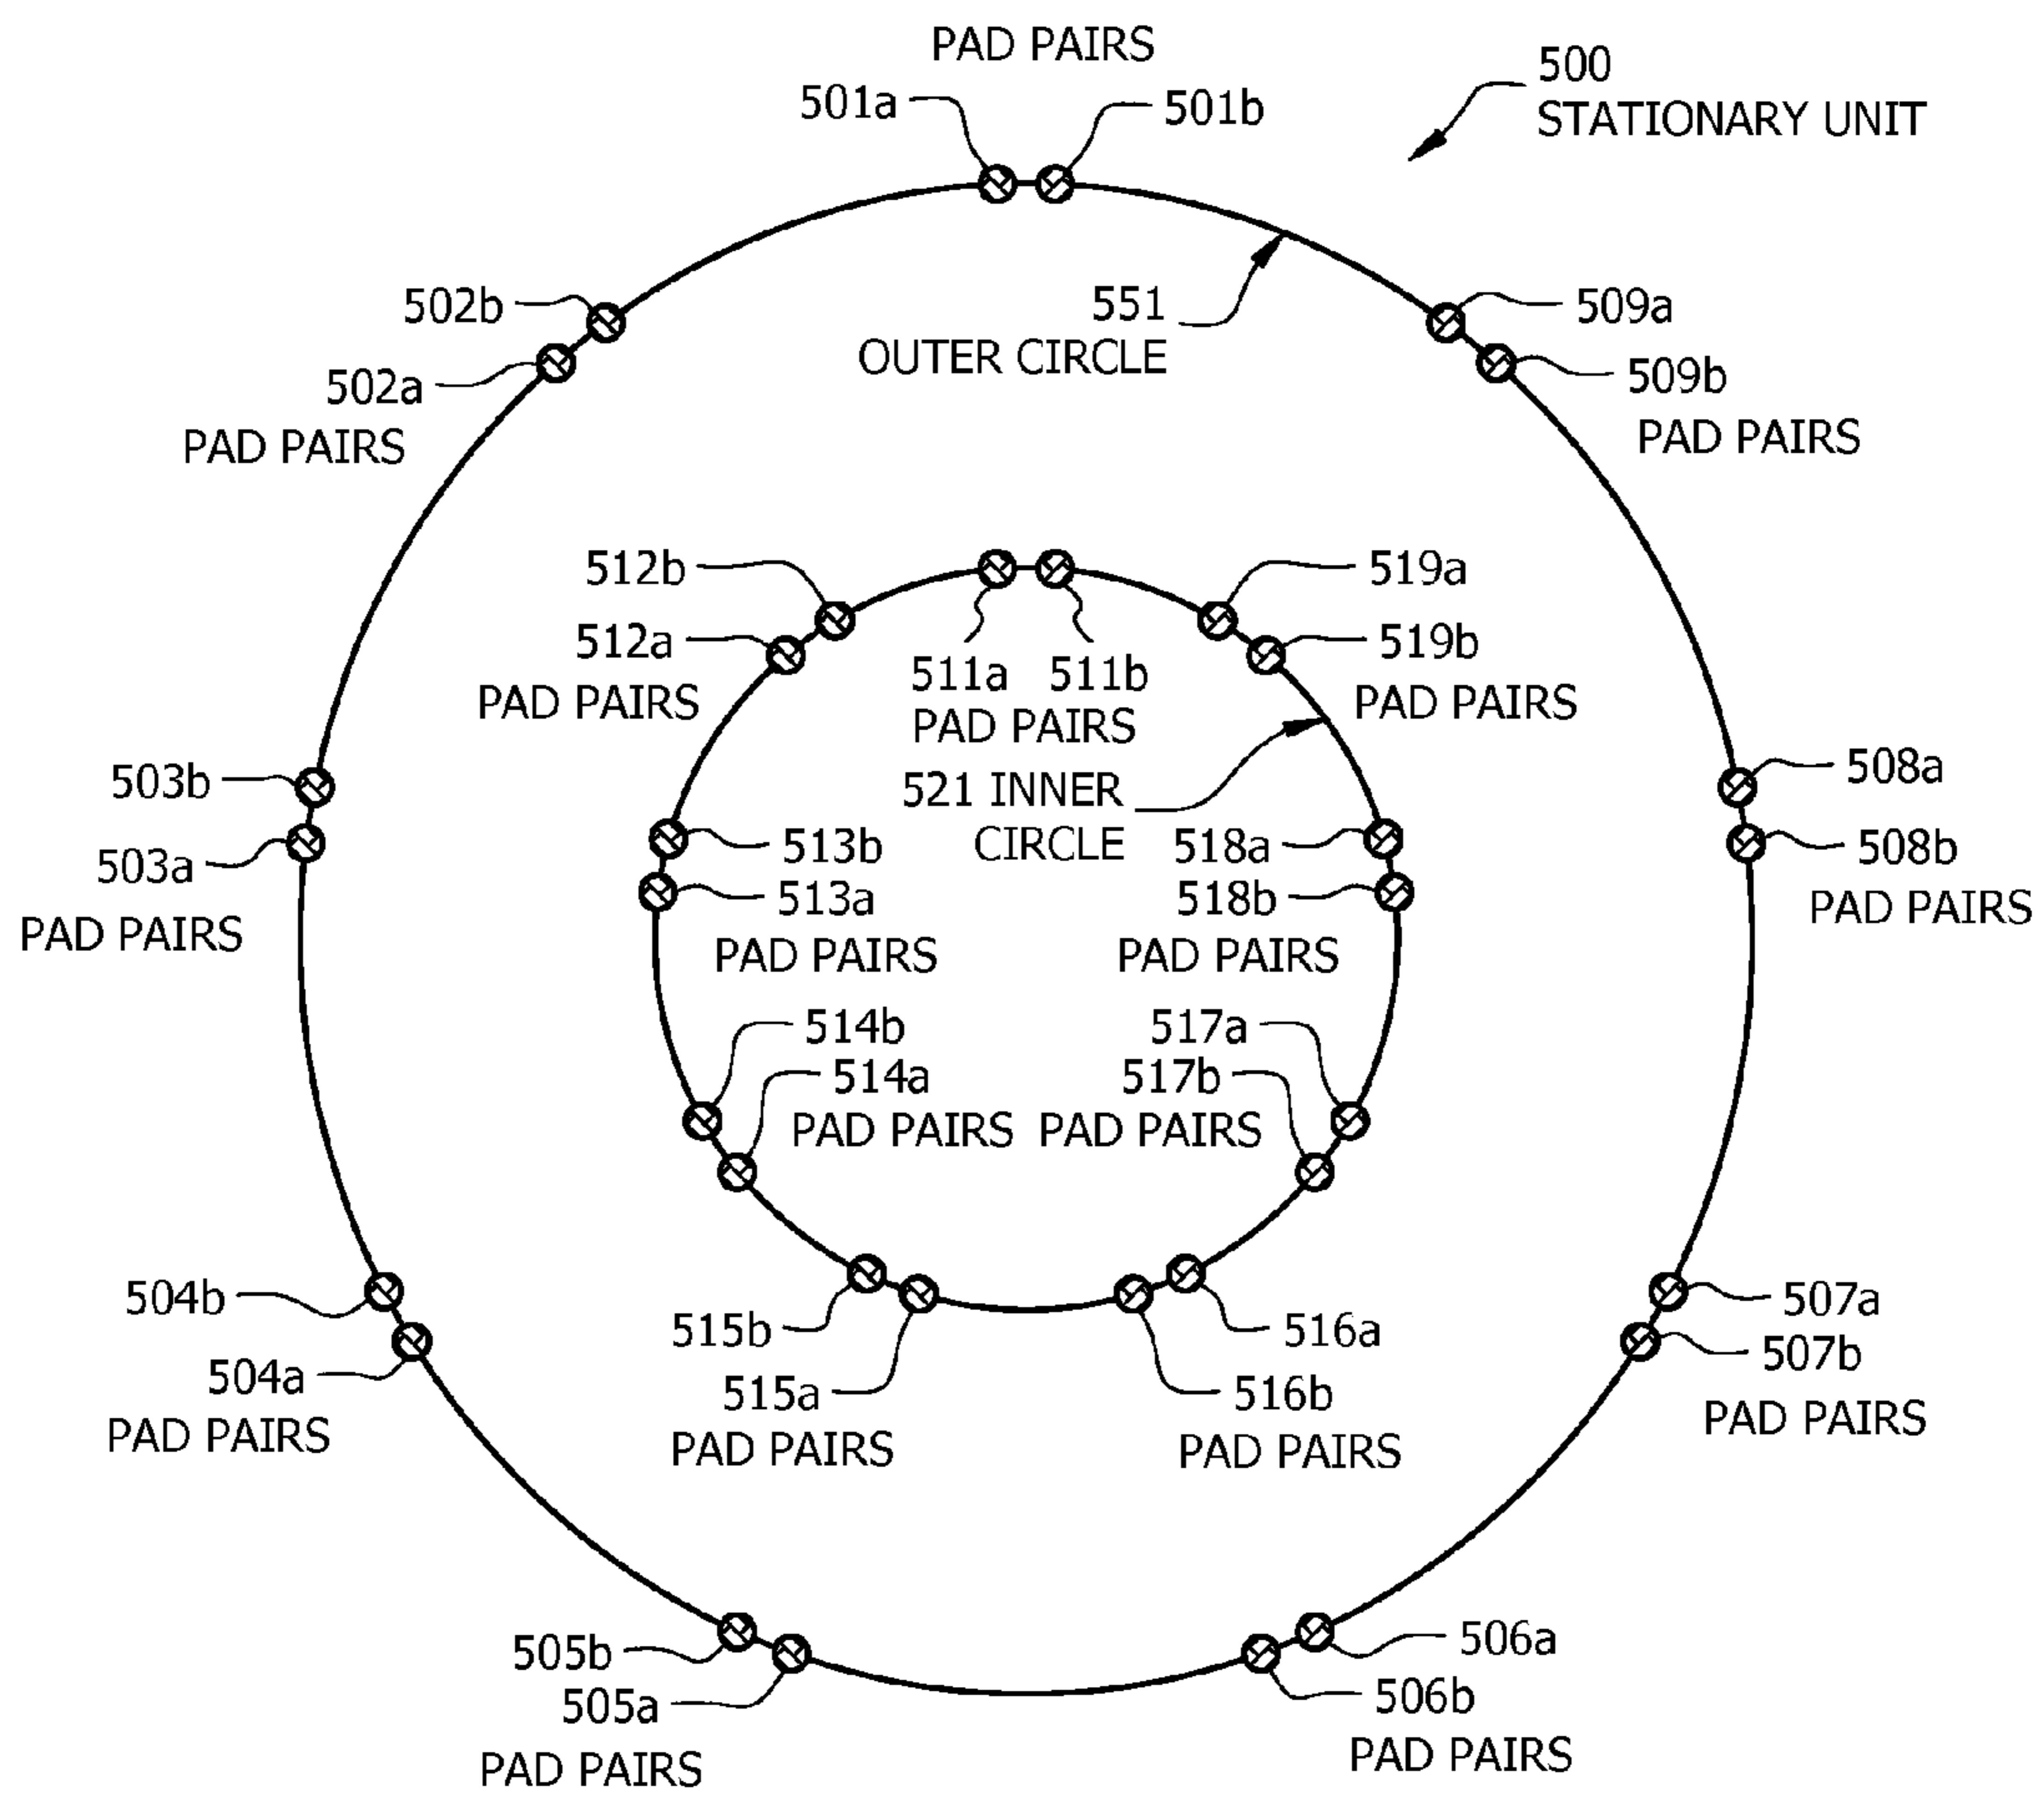 PAD PAIRS
501a
501b
500
STATIONARY UNIT
502b
502a
PAD PAIRS
551
OUTER CIRCLE
509a
509b
PAD PAIRS
512b
512a
PAD PAIRS
511a
511b
PAD PAIRS
519a
519b
PAD PAIRS
521 INNER
CIRCLE
503b
503a
PAD PAIRS
513b
513a
PAD PAIRS
518a
518b
PAD PAIRS
508a
508b
PAD PAIRS
514b
514a
PAD PAIRS
517a
517b
PAD PAIRS
504b
504a
PAD PAIRS
515b
515a
PAD PAIRS
516a
516b
PAD PAIRS
507a
507b
PAD PAIRS
505b
505a
PAD PAIRS
506a
506b
PAD PAIRS